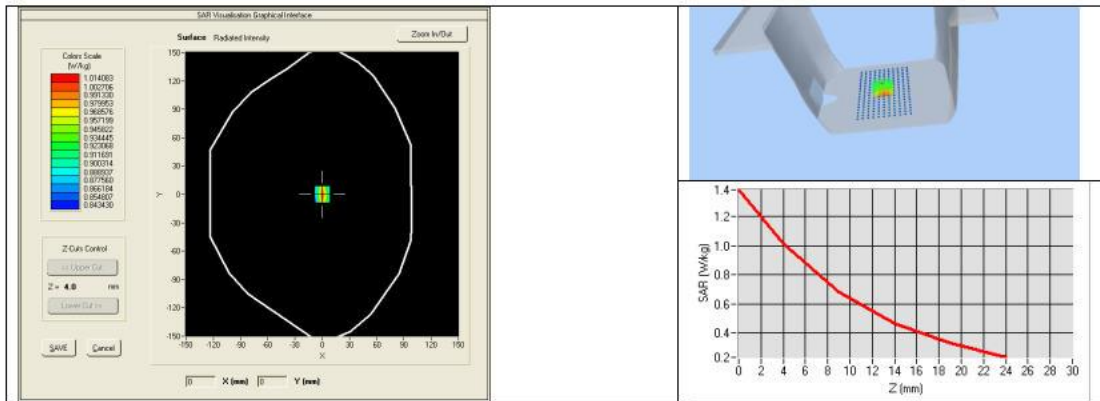 SAR Visualisation Graphical Interface
Surface Radiated Intensity
Zoom In/Out
Colors Scale
(W/kg)
1.014083
1.002706
0.991330
0.979953
0.968576
0.957199
0.945822
0.934445
0.923068
0.911691
0.900314
0.888937
0.877560
0.866184
0.854807
0.843430
150
120
90
60
30
0
-30
-60
-90
-120
-150
Y
-150 -120 -90 -60 -30 0 30 60 90 120 150
X
Z-Cuts Control
<< Upper Cut
Z = 4.0 mm
Lower Cut >>
SAVE Cancel
0 X (mm) 0 Y (mm)
SAR (W/kg)
1.4
1.2
1.0
0.8
0.6
0.4
0.2
0 2 4 6 8 10 12 14 16 18 20 22 24 26 28 30
Z (mm)